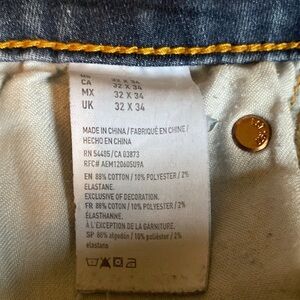 CA 32 X 34
MX 32 X 34
UK 32 X 34
MADE IN CHINA / FABRIQUÉ EN CHINE /
HECHO EN CHINA
RN 54485 / CA 03873
RFC# AEM120605U9A
EN 88% COTTON / 10% POLYESTER / 2%
ELASTANE.
EXCLUSIVE OF DECORATION.
FR 88% COTON / 10% POLYESTER / 2%
ÉLASTHANNE.
À L'EXCEPTION DE LA GARNITURE.
SP 88% algodón / 10% poliéster / 2%
elastano